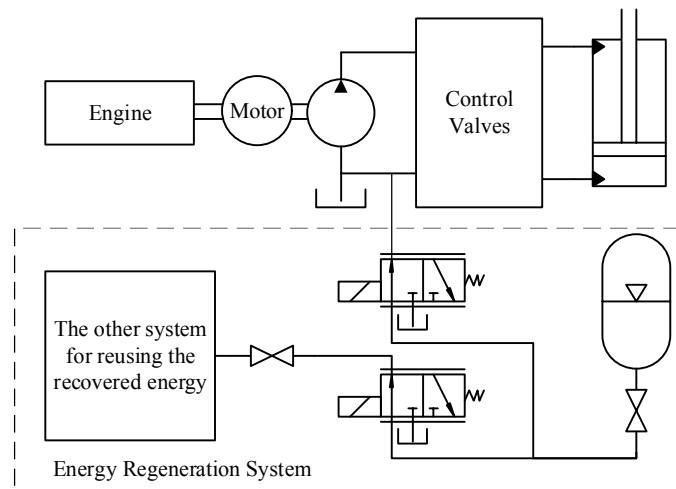 Engine
Motor
Control
Valves
The other system
for reusing the
recovered energy
Energy Regeneration System